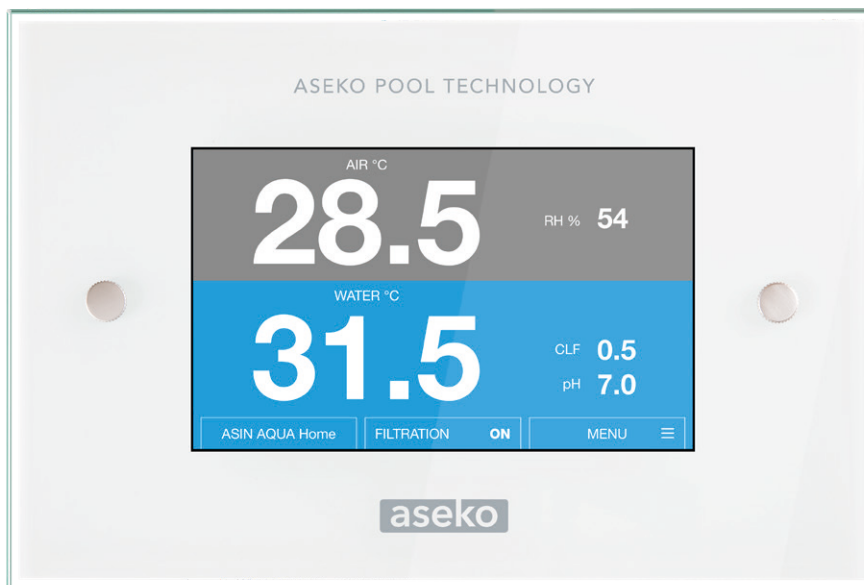 ASEKO POOL TECHNOLOGY
AIR °C
28.5
RH % 54
WATER °C
31.5
CLF 0.5
pH 7.0
ASIN AQUA Home
FILTRATION ON
MENU
aseko